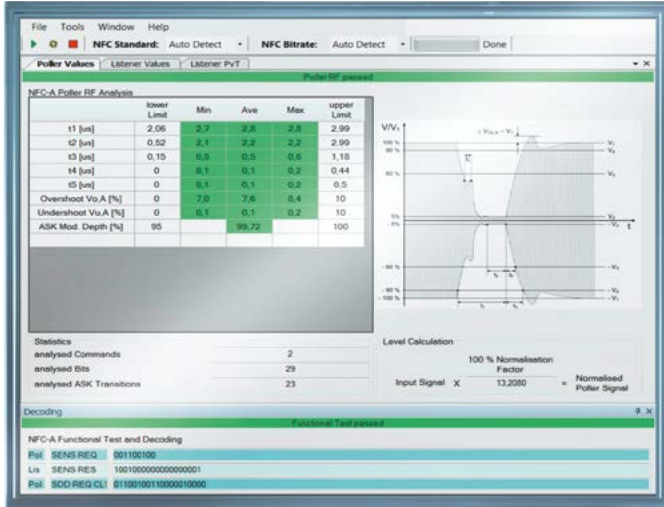 File Tools Window Help
NFC Standard: Auto Detect NFC Bitrate: Auto Detect Done
Poller Values Listener Values Listener PvT
Poller RF passed
NFC-A Poller RF Analysis
lower Limit Min Ave Max upper Limit
t1 [us] 2,06 2,7 2,8 2,8 2,99
t2 [us] 0,52 2,1 2,2 2,2 2,99
t3 [us] 0,15 0,5 0,5 0,6 1,18
t4 [us] 0 0,1 0,1 0,2 0,44
t5 [us] 0 0,1 0,1 0,2 0,5
Overshoot Vo,A [%] 0 7,0 7,6 8,4 10
Undershoot Vu,A [%] 0 0,1 0,1 0,2 10
ASK Mod. Depth [%] 95 99,72 100
V/V₁
100 %
90 %
60 %
5%
- 5%
- 60 %
- 90 %
- 100 %
t
Statistics
analysed Commands 2
analysed Bits 29
analysed ASK Transitions 23
Level Calculation
100 % Normalisation Factor
Input Signal X 13,2080 = Normalised Poller Signal
Decoding
Functional Test passed
NFC-A Functional Test and Decoding
Pol SENS REQ 001100100
Lis SENS RES 1001000000000000001
Pol SDD REQ CL 01100100110000010000